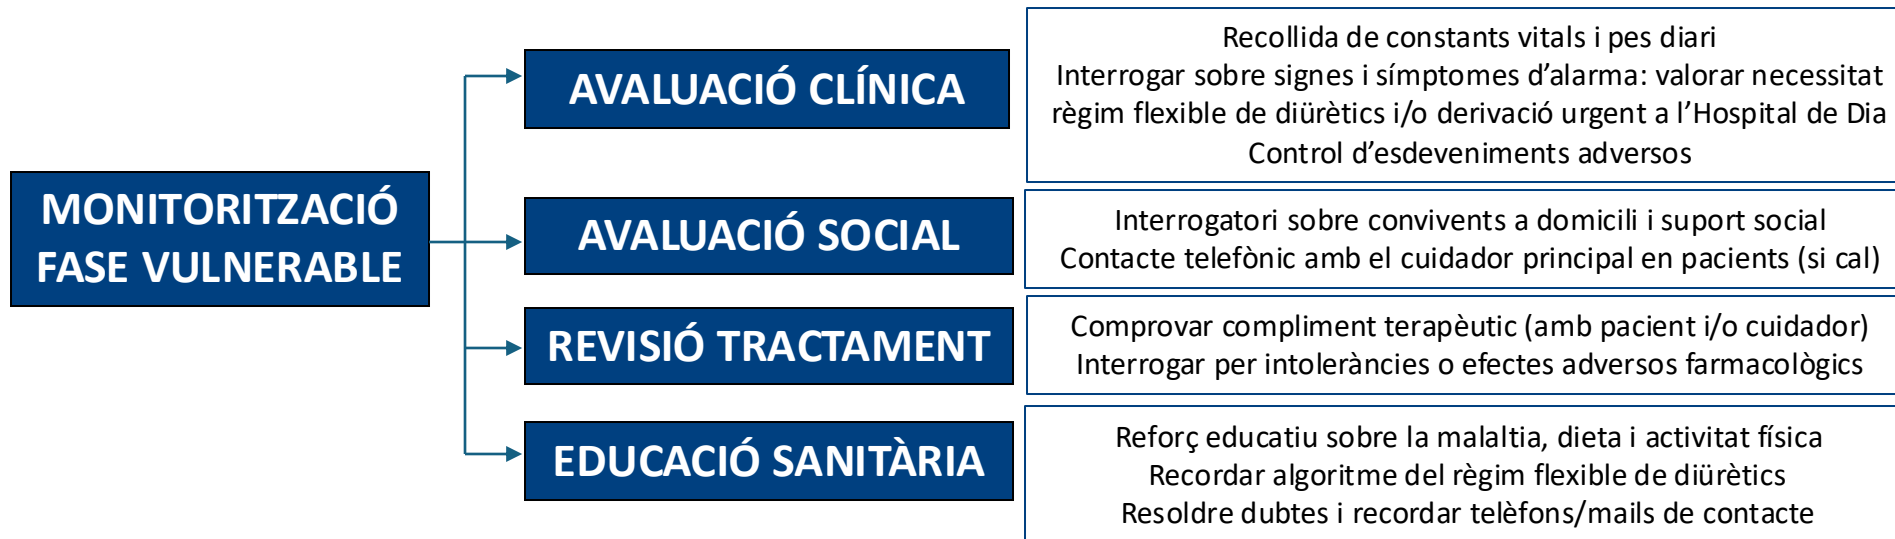 MONITORITZACIÓ
FASE VULNERABLE
AVALUACIÓ CLÍNICA
Recollida de constants vitals i pes diari
Interrogar sobre signes i símptomes d’alarma: valorar necessitat
règim flexible de diürètics i/o derivació urgent a l’Hospital de Dia
Control d’esdeveniments adversos
AVALUACIÓ SOCIAL
Interrogatori sobre convivents a domicili i suport social
Contacte telefònic amb el cuidador principal en pacients (si cal)
REVISIÓ TRACTAMENT
Comprovar compliment terapèutic (amb pacient i/o cuidador)
Interrogar per intoleràncies o efectes adversos farmacològics
EDUCACIÓ SANITÀRIA
Reforç educatiu sobre la malaltia, dieta i activitat física
Recordar algoritme del règim flexible de diürètics
Resoldre dubtes i recordar telèfons/mails de contacte